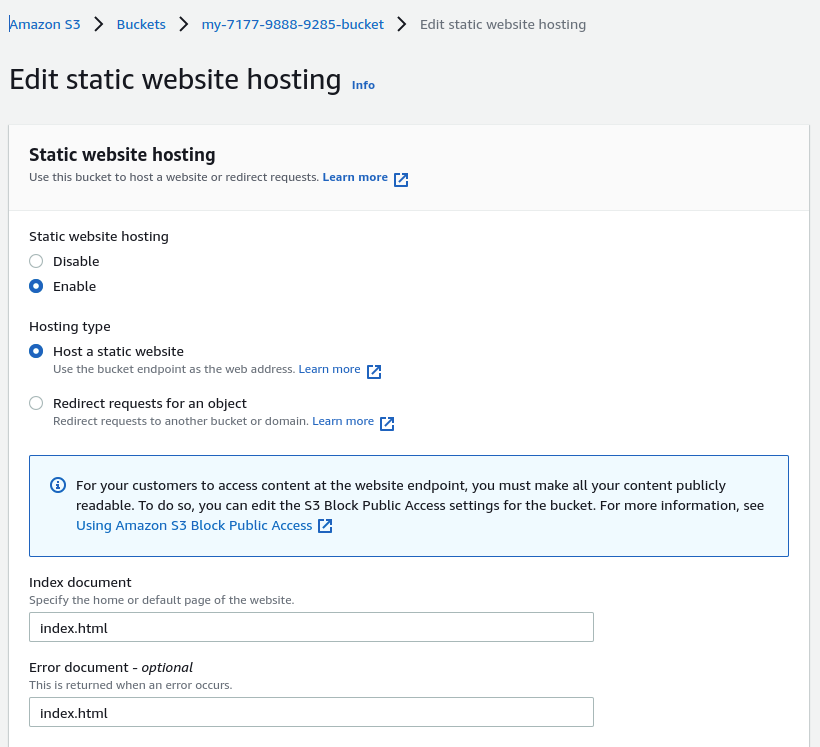 Amazon S3 > Buckets > my-7177-9888-9285-bucket > Edit static website hosting
Edit static website hosting Info
Static website hosting
Use this bucket to host a website or redirect requests. Learn more
Static website hosting
Disable
Enable
Hosting type
Host a static website
Use the bucket endpoint as the web address. Learn more
Redirect requests for an object
Redirect requests to another bucket or domain. Learn more
For your customers to access content at the website endpoint, you must make all your content publicly
readable. To do so, you can edit the S3 Block Public Access settings for the bucket. For more information, see
Using Amazon S3 Block Public Access
Index document
Specify the home or default page of the website.
index.html
Error document - optional
This is returned when an error occurs.
index.html